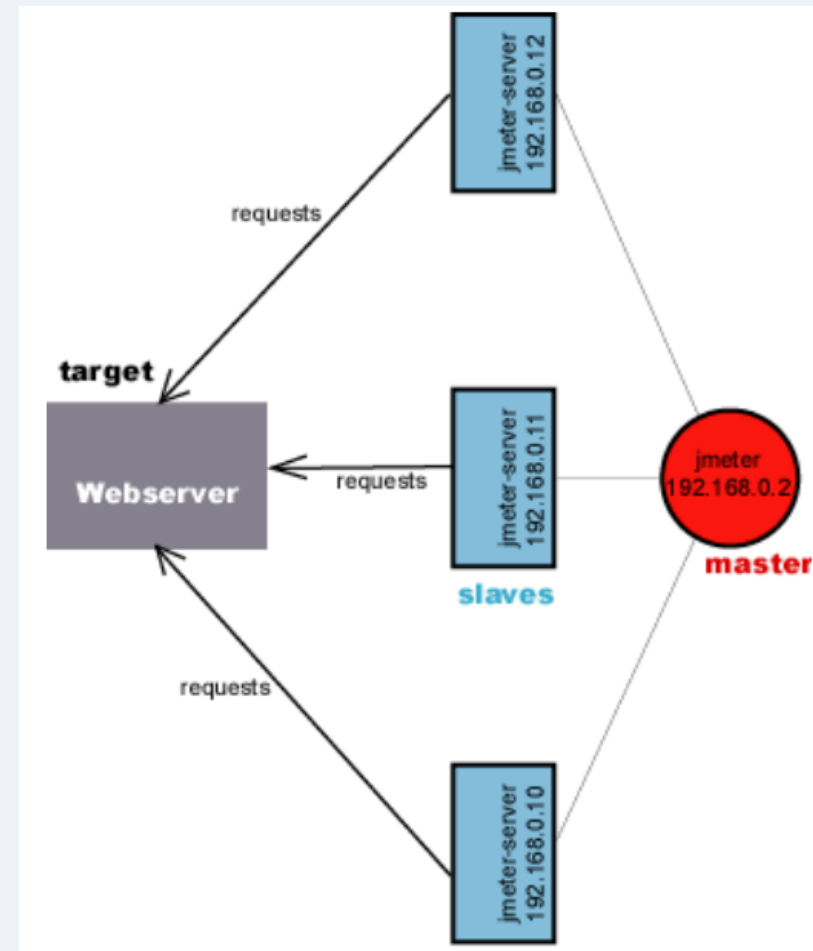 jmeter-server
192.168.0.12
requests
target
Webserver
requests
jmeter-server
192.168.0.11
slaves
jmeter
192.168.0.2
master
requests
jmeter-server
192.168.0.10